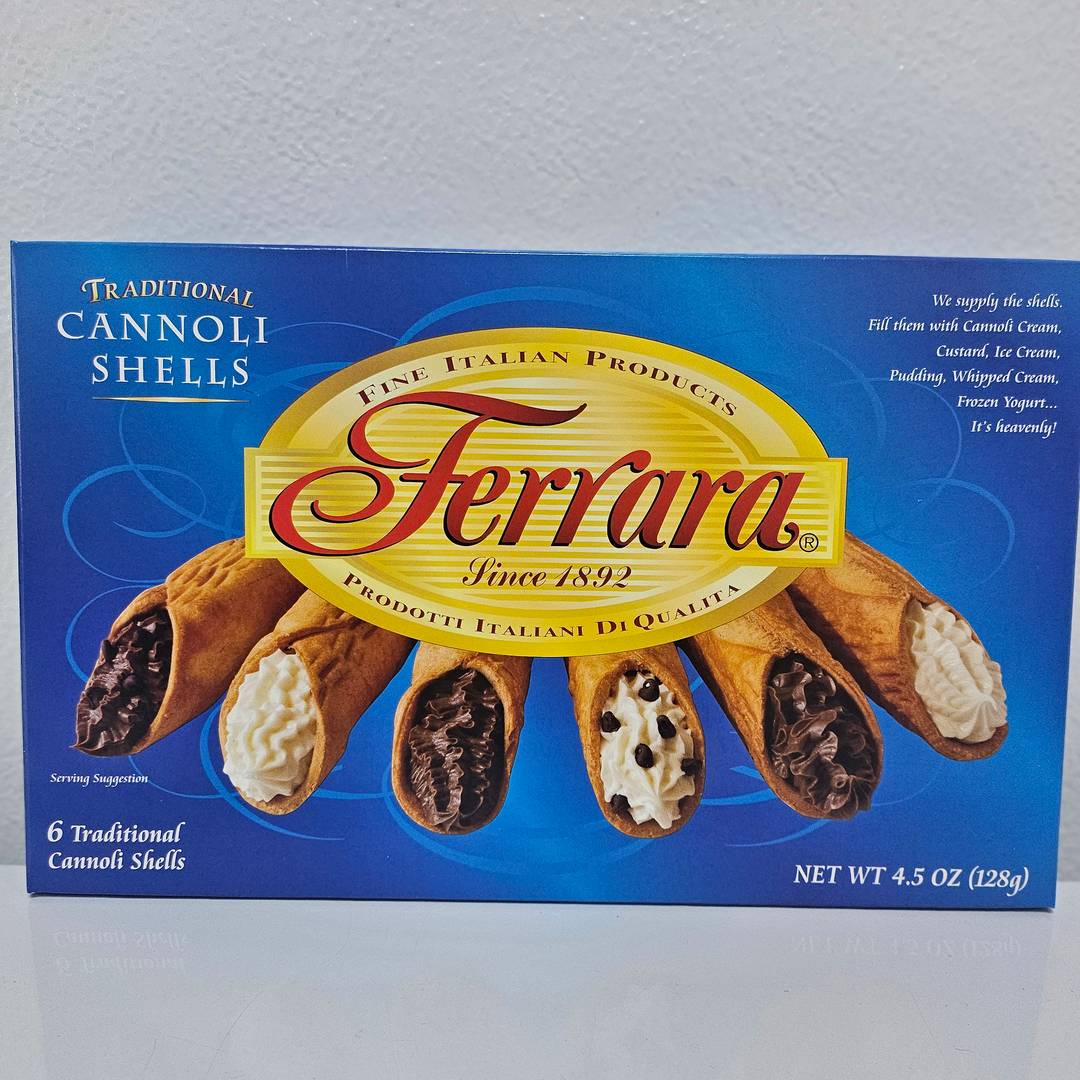 TRADITIONAL
CANNOLI
SHELLS
We supply the shells.
Fill them with Cannoli Cream,
Custard, Ice Cream,
Pudding, Whipped Cream,
Frozen Yogurt...
It's heavenly!
FINE ITALIAN PRODUCTS
Ferrara®
Since 1892
PRODOTTI ITALIANI DI QUALITA
Serving Suggestion
6 Traditional
Cannoli Shells
NET WT 4.5 OZ (128g)